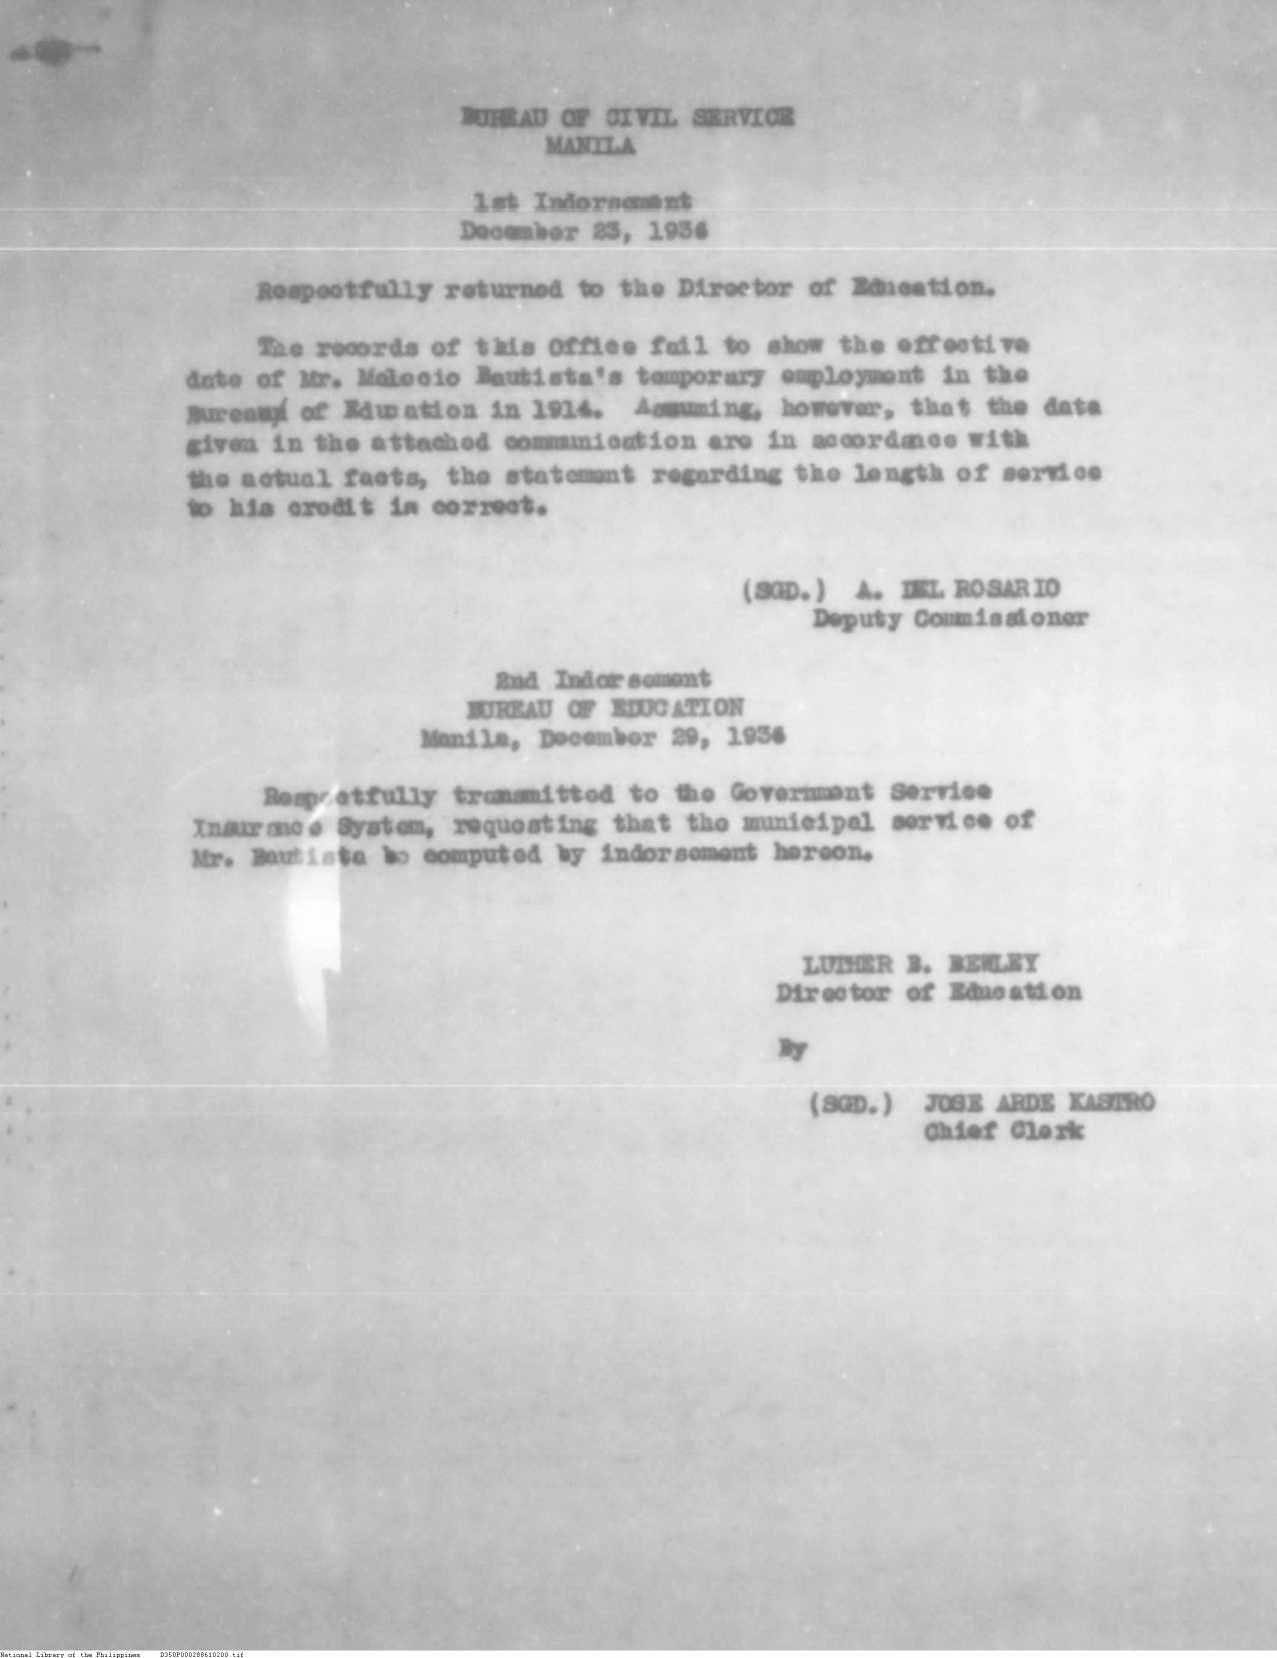 BUREAU OF CIVIL SERVICE
MANILA
1st Indorsement
December 23, 1936
Respectfully returned to the Director of Education.
The records of this Office fail to show the effective
date of Mr. Malecio Bautista's temporary employment in the
Bureau of Education in 1914. Assuming, however, that the data
given in the attached communication are in accordance with
the actual facts, the statement regarding the length of service
to his credit is correct.
(SGD.) A. DEL ROSARIO
Deputy Commissioner
2nd Indorsement
BUREAU OF EDUCATION
Manila, December 29, 1936
Respectfully transmitted to the Government Service
Insurance System, requesting that the municipal service of
Mr. Bautista be computed by indorsement hereon.
LUTHER B. BEWLEY
Director of Education
By
(SGD.) JOSE ARDE KASTRO
Chief Clerk
National Library of the Philippines D350P000288610200.tif